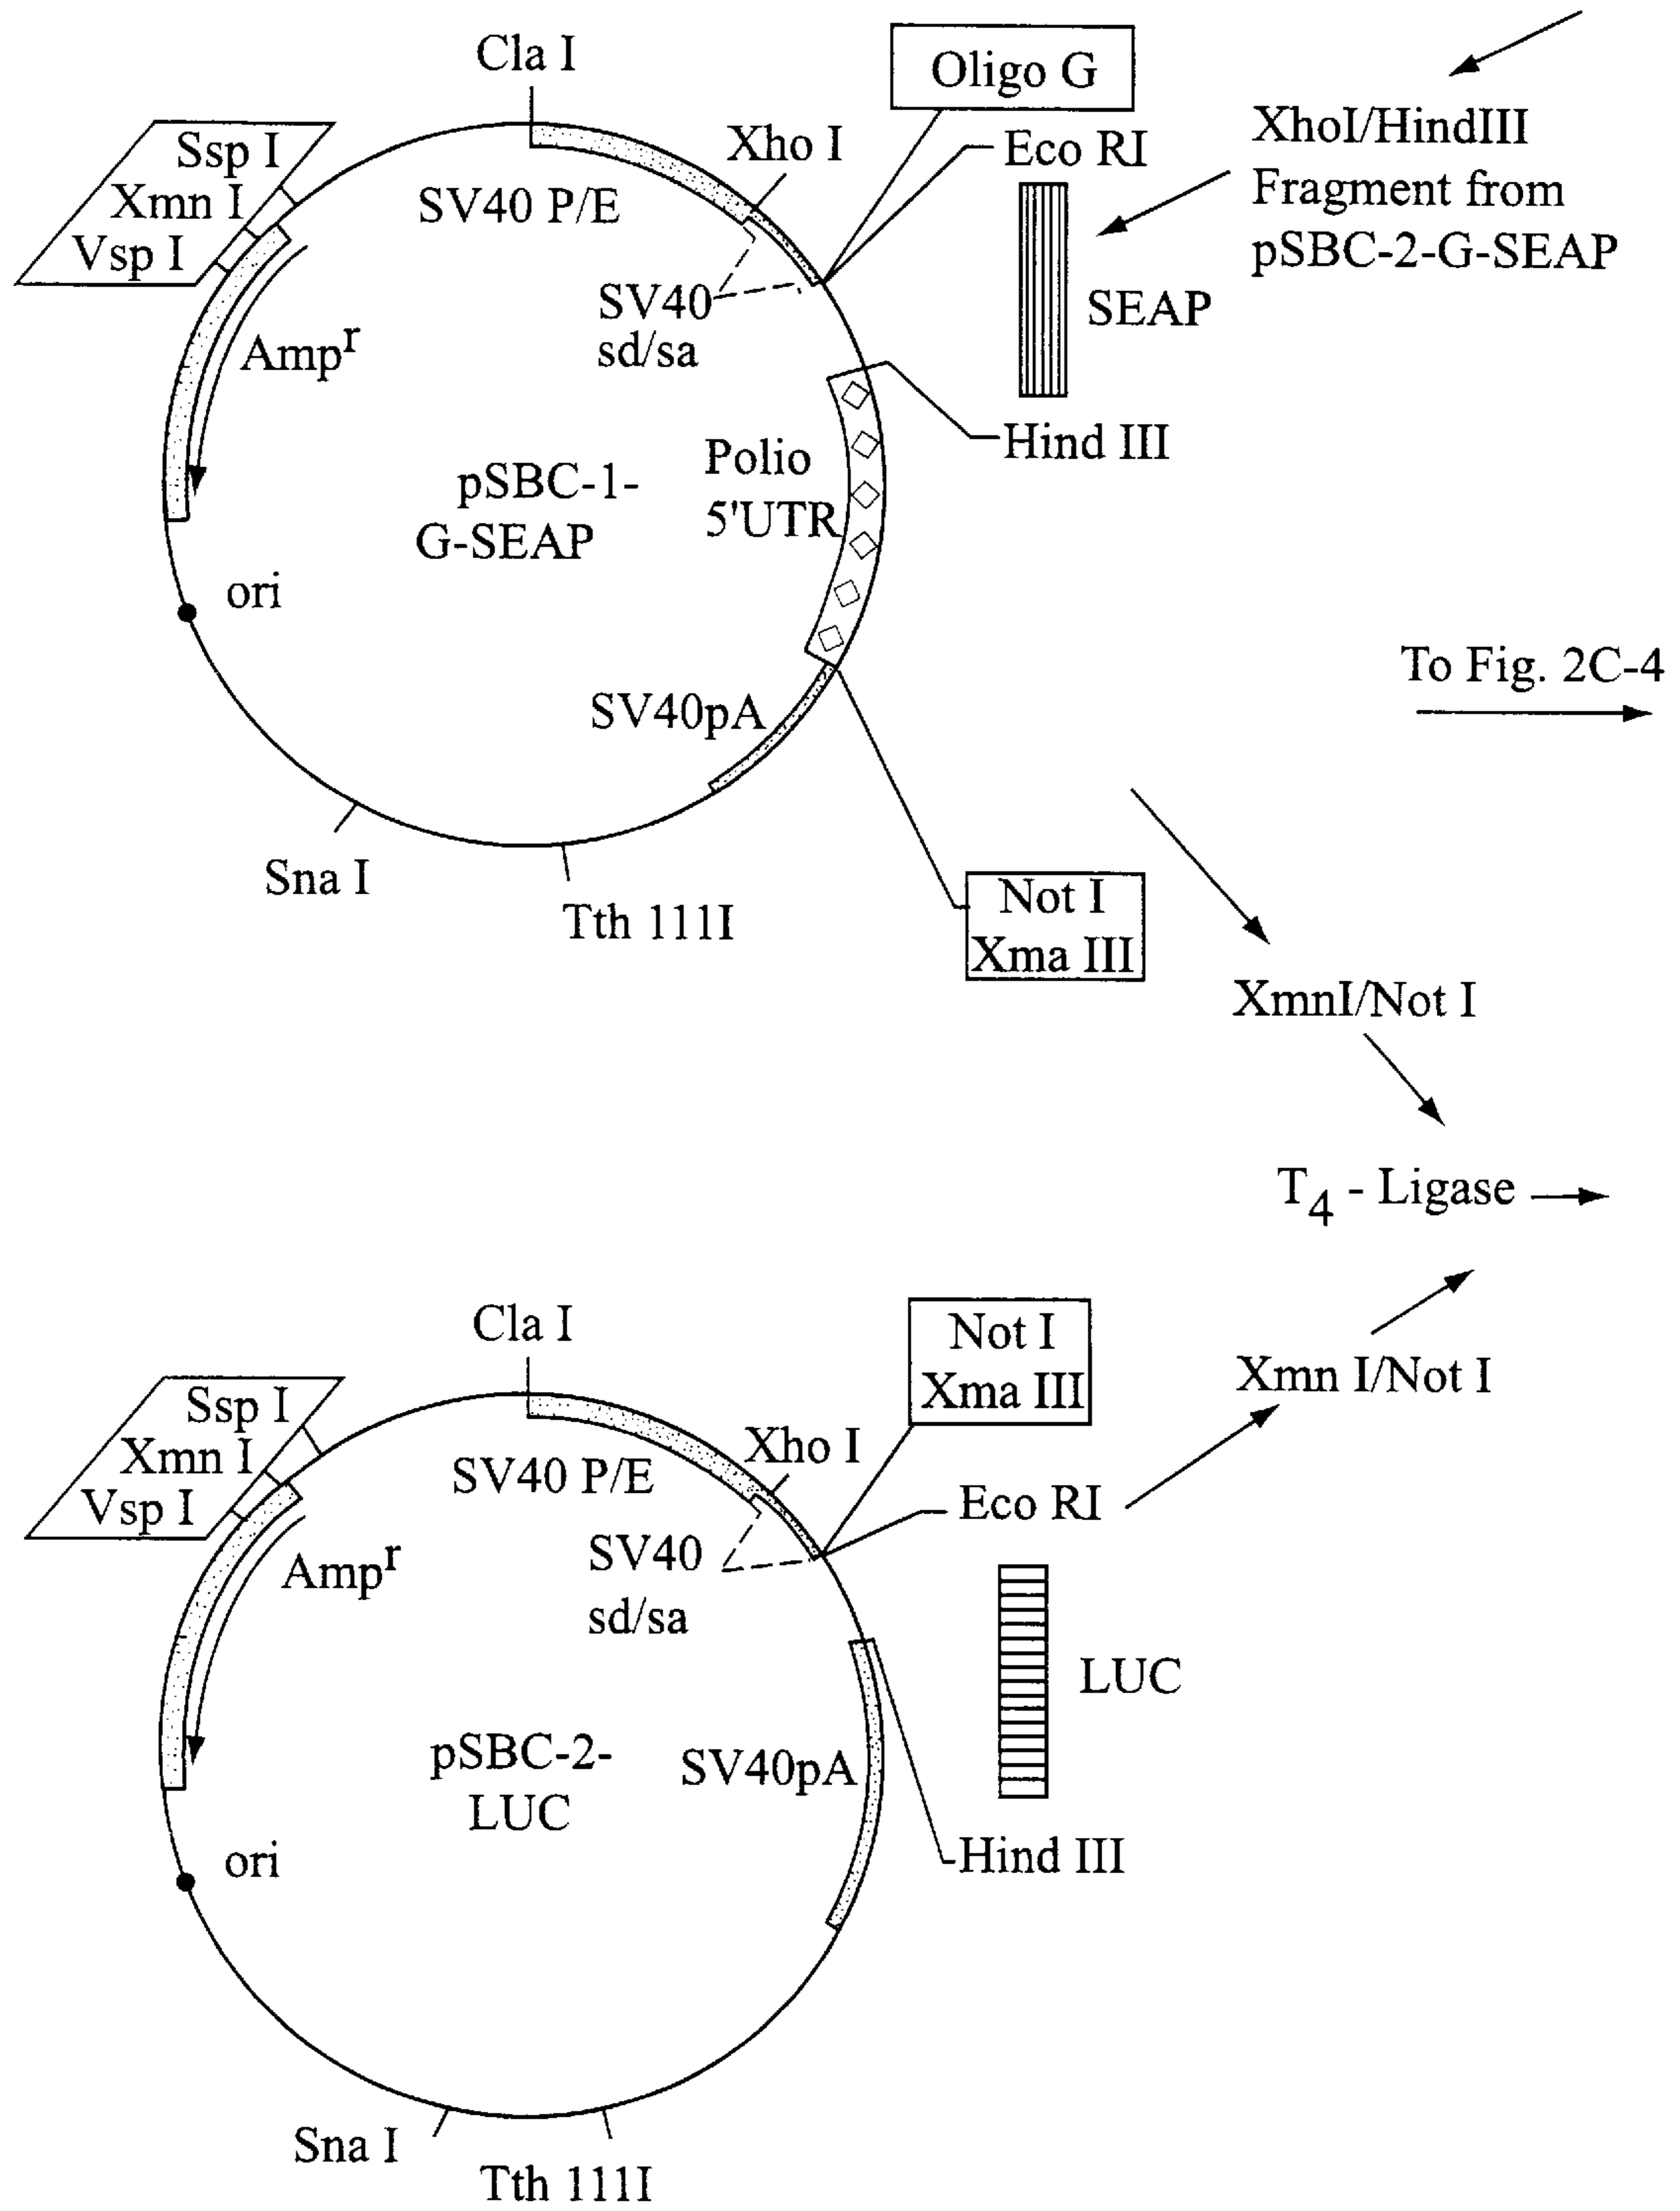 Cla I
Oligo G
Ssp I
Xmn I
Vsp I
Xho I
Eco RI
XhoI/HindIII
Fragment from
pSBC-2-G-SEAP
SV40 P/E
SV40
sd/sa
SEAP
Amp^r
Hind III
Polio
5'UTR
pSBC-1-
G-SEAP
ori
To Fig. 2C-4
SV40pA
Sna I
Tth 111I
Not I
Xma III
XmnI/Not I
T4 - Ligase
Cla I
Not I
Xma III
Xmn I/Not I
Ssp I
Xmn I
Vsp I
Xho I
SV40 P/E
Eco RI
SV40
sd/sa
Amp^r
LUC
pSBC-2-
LUC
SV40pA
ori
Hind III
Sna I
Tth 111I